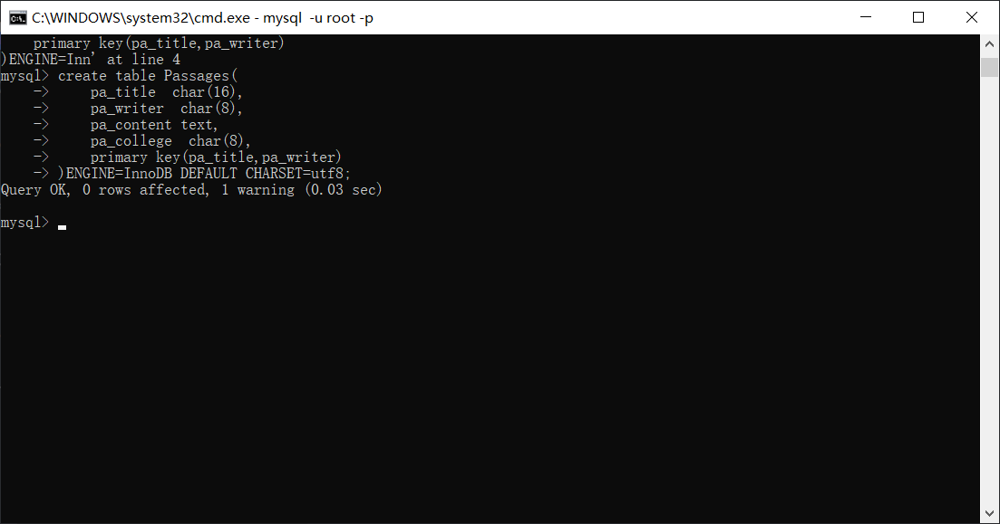 C:\WINDOWS\system32\cmd.exe - mysql  -u root -p
    primary key(pa_title,pa_writer)
)ENGINE=Inn' at line 4
mysql> create table Passages(
    ->     pa_title  char(16),
    ->     pa_writer  char(8),
    ->     pa_content text,
    ->     pa_college  char(8),
    ->     primary key(pa_title,pa_writer)
    -> )ENGINE=InnoDB DEFAULT CHARSET=utf8;
Query OK, 0 rows affected, 1 warning (0.03 sec)
mysql>